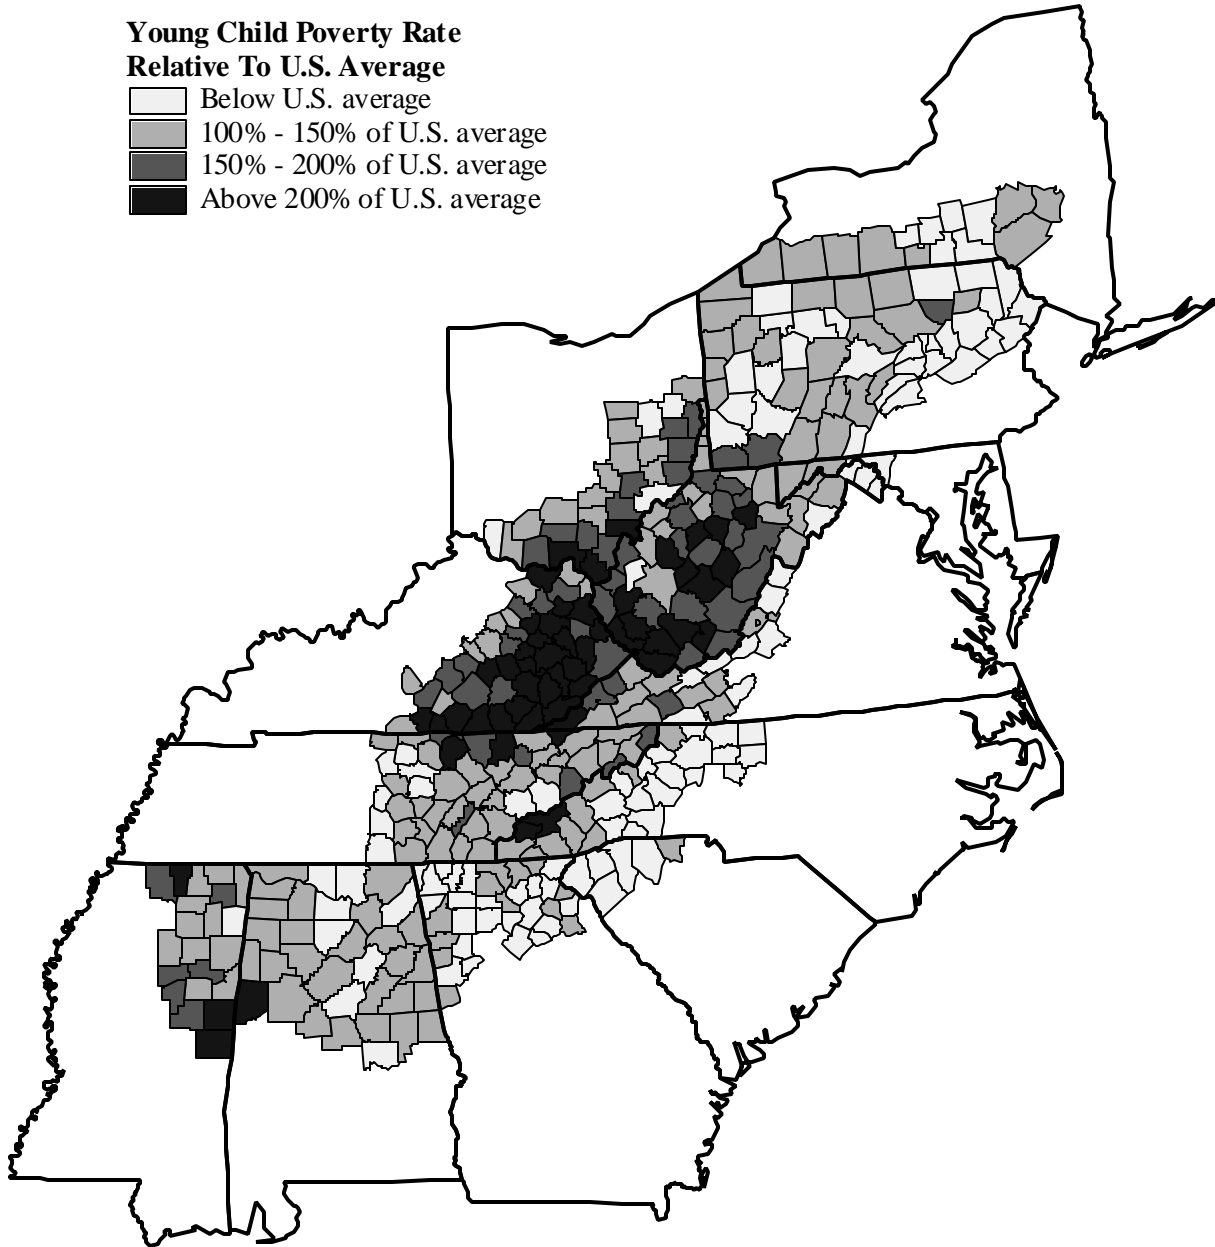 Young Child Poverty Rate
Relative To U.S. Average
Below U.S. average
100% - 150% of U.S. average
150% - 200% of U.S. average
Above 200% of U.S. average